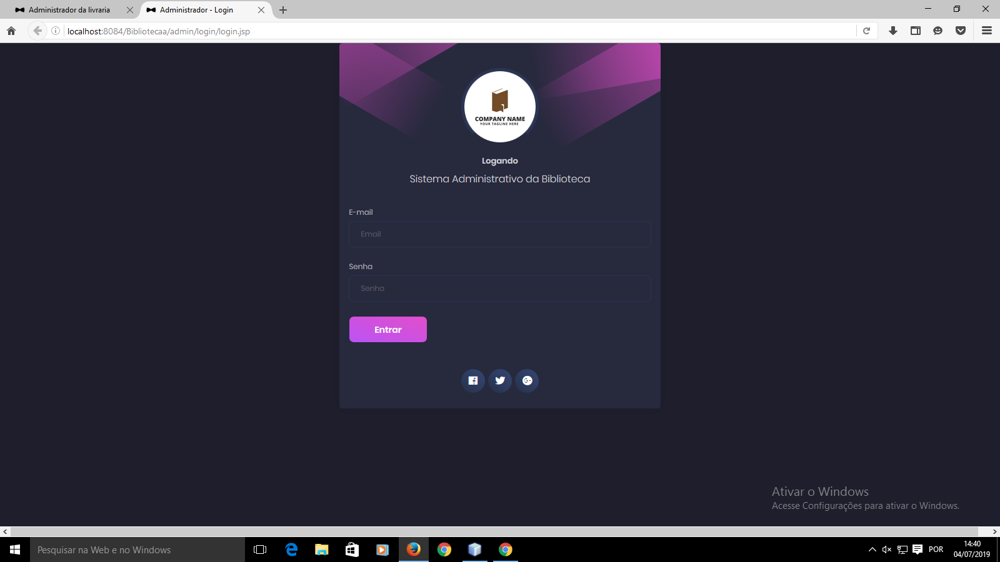 Administrador da livraria
Administrador - Login
localhost:8084/Bibliotecaa/admin/login/login.jsp
COMPANY NAME
YOUR TAGLINE HERE
Logando
Sistema Administrativo da Biblioteca
E-mail
Email
Senha
Senha
Entrar
Ativar o Windows
Acesse Configurações para ativar o Windows.
Pesquisar na Web e no Windows
POR
14:40
04/07/2019